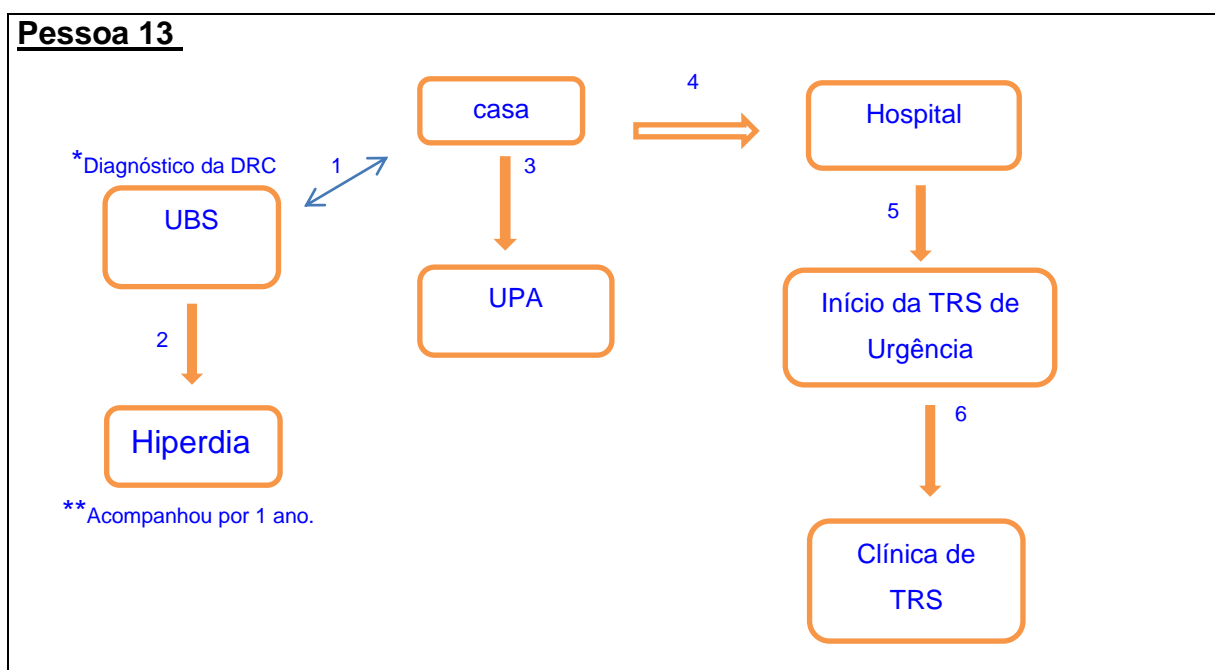 Pessoa 13
4
casa
Hospital
*Diagnóstico da DRC
1
3
UBS
5
UPA
Início da TRS de
Urgência
2
6
Hiperdia
**Acompanhou por 1 ano.
Clínica de
TRS